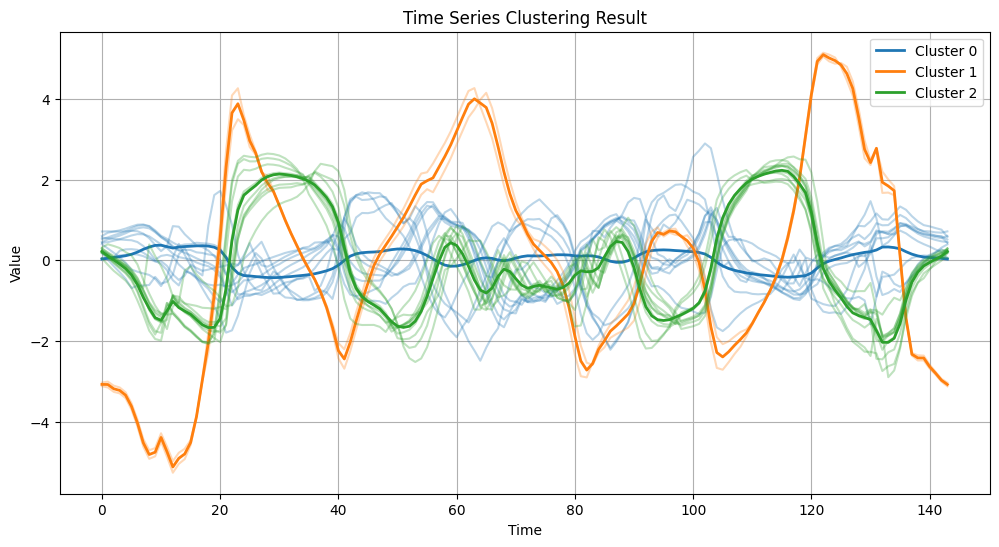 Time Series Clustering Result
Cluster 0
Cluster 1
Cluster 2
Value
4
2
0
−2
−4
0
20
40
60
80
100
120
140
Time